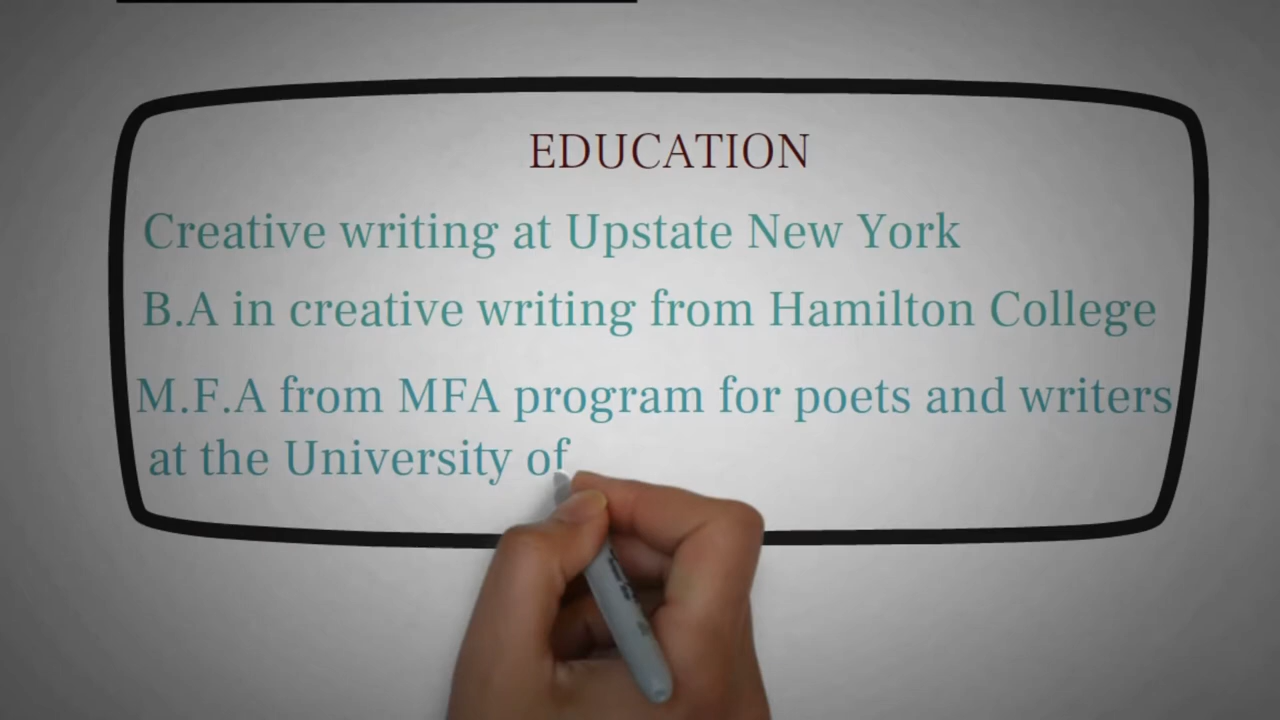 EDUCATION
Creative writing at Upstate New York
B.A in creative writing from Hamilton College
M.F.A from MFA program for poets and writers
at the University of